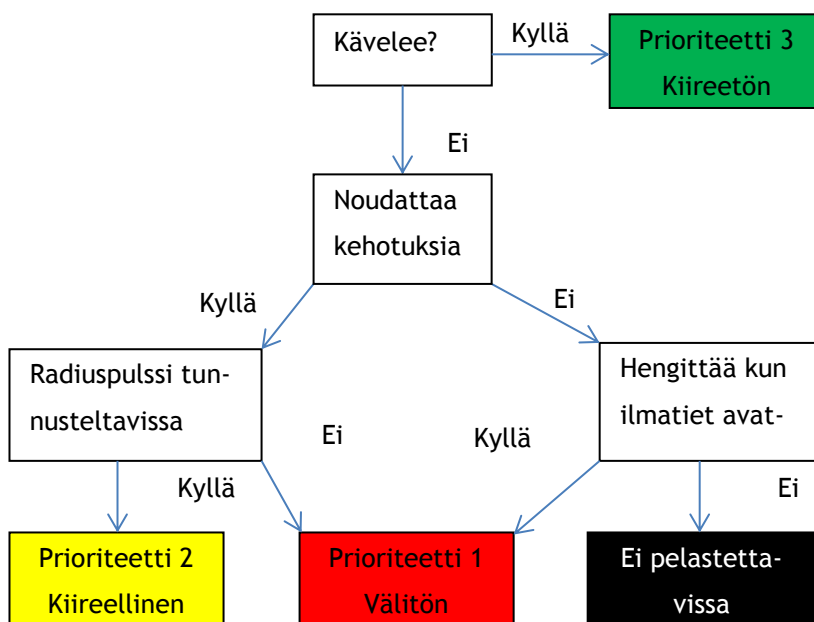 Kävelee?
Kyllä
Prioriteetti 3
Kiireetön
Ei
Noudattaa
kehotuksia
Kyllä
Ei
Radiuspulssi tun-
nusteltavissa
Hengittää kun
ilmatiet avat-
Ei
Kyllä
Kyllä
Ei
Prioriteetti 2
Kiireellinen
Prioriteetti 1
Välitön
Ei pelastetta-
vissa